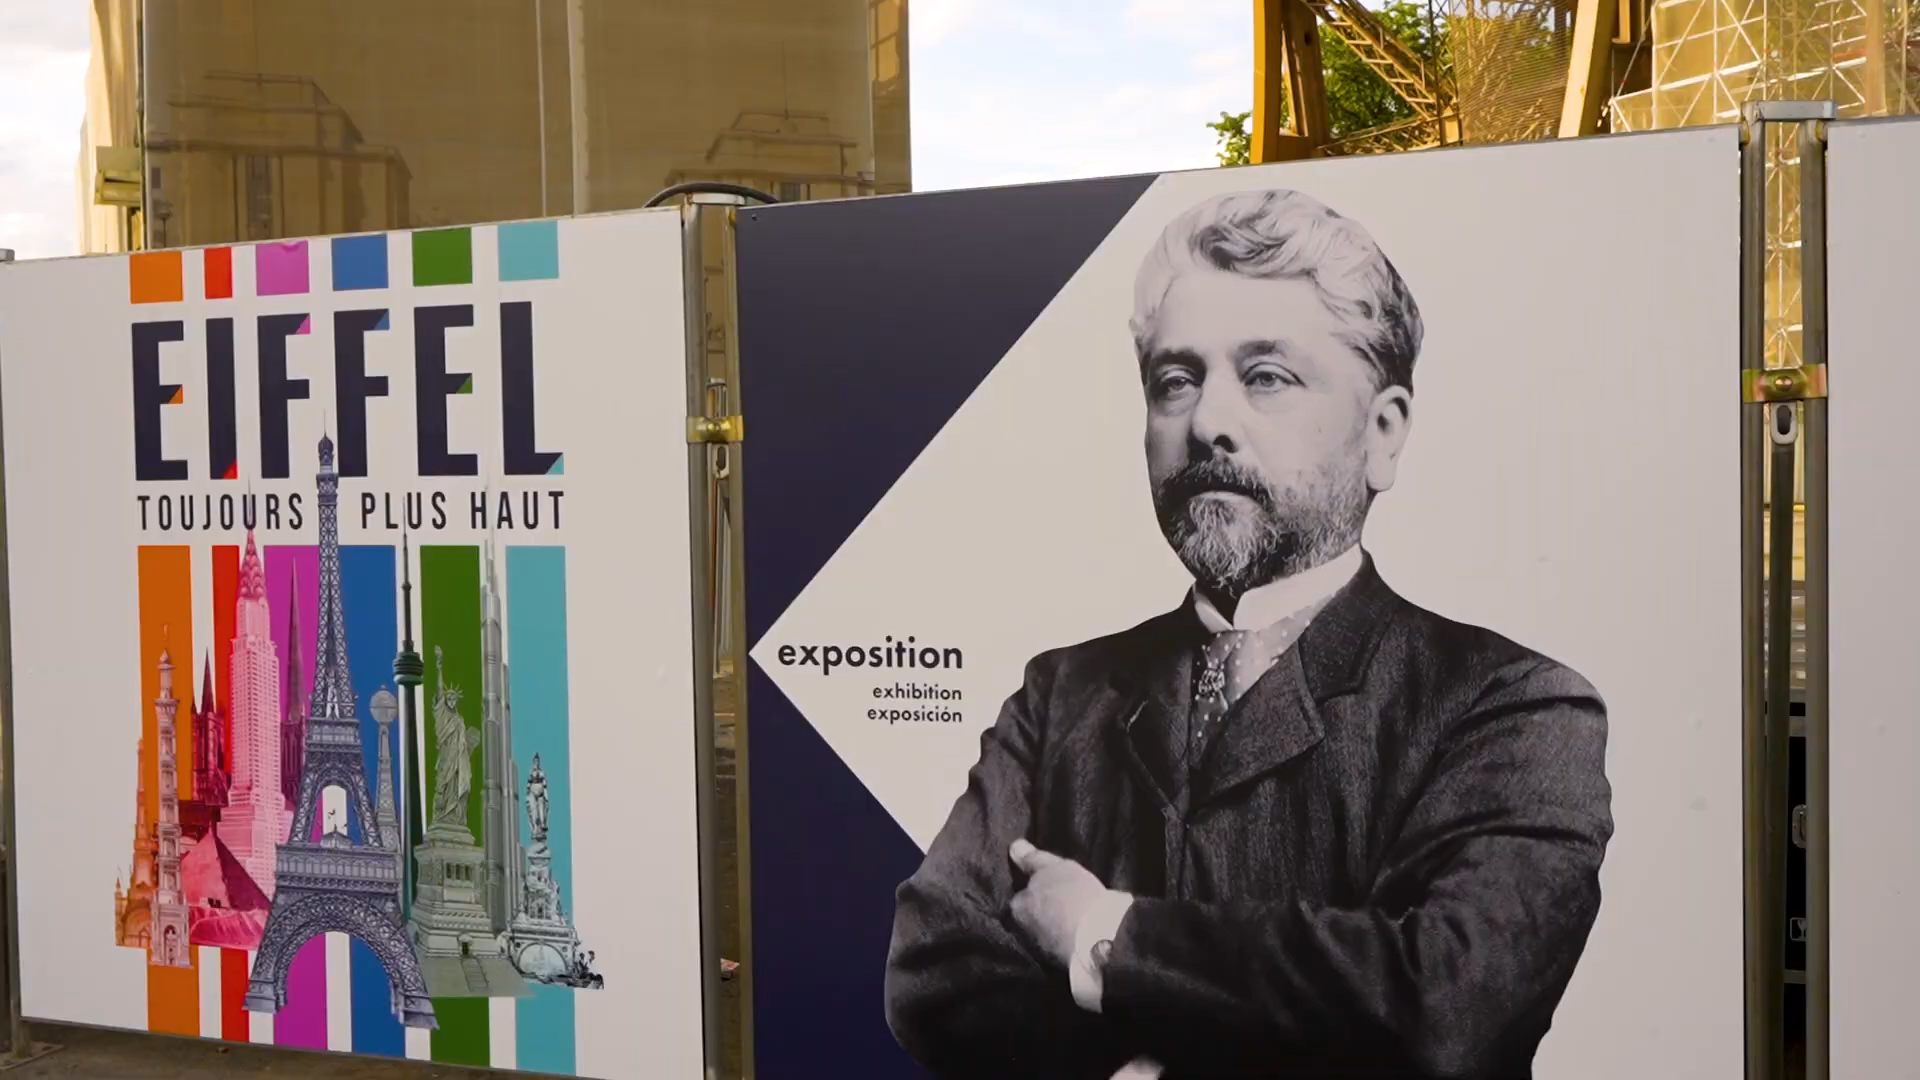 EIFFEL
TOUJOURS PLUS HAUT
exposition
exhibition
exposición